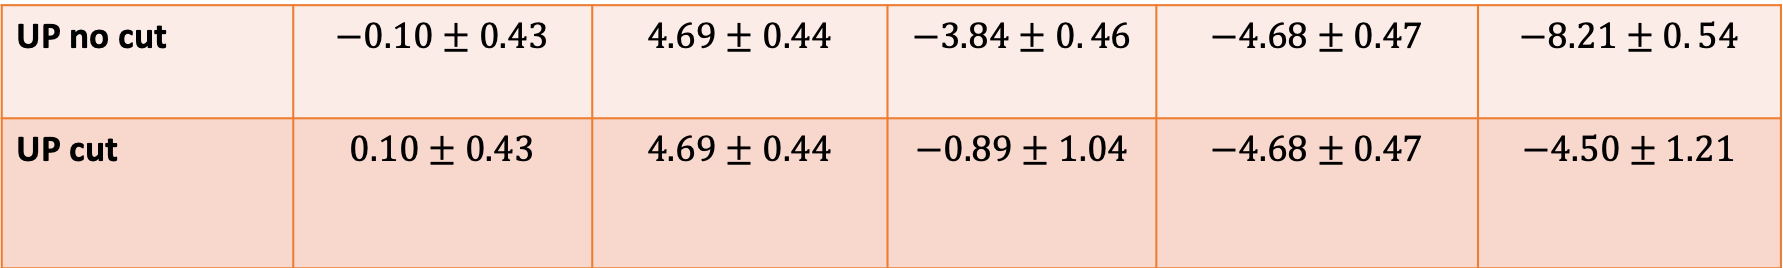 UP no cut −0.10 ± 0.43 4.69 ± 0.44 −3.84 ± 0.46 −4.68 ± 0.47 −8.21 ± 0.54
UP cut 0.10 ± 0.43 4.69 ± 0.44 −0.89 ± 1.04 −4.68 ± 0.47 −4.50 ± 1.21